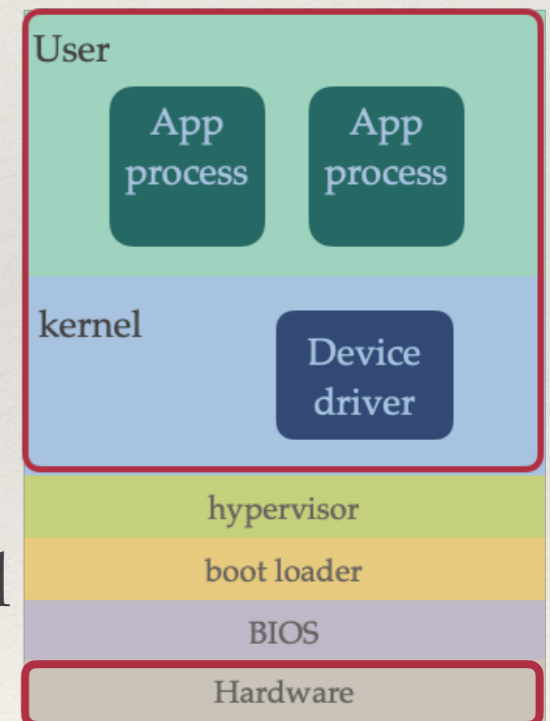 User
App
process
App
process
kernel
Device
driver
hypervisor
boot loader
BIOS
Hardware